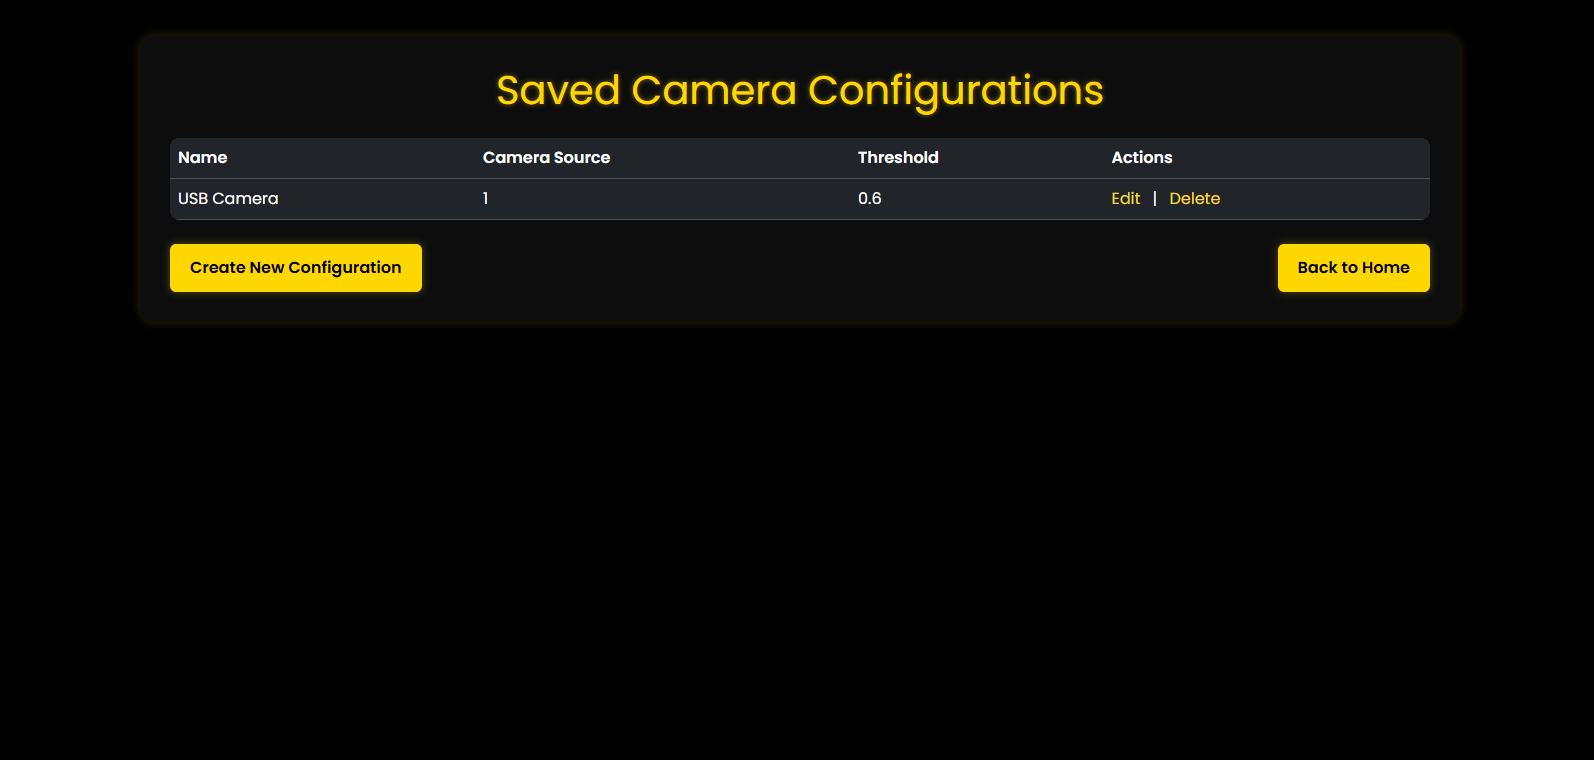 Saved Camera Configurations
Name Camera Source Threshold Actions
USB Camera 1 0.6 Edit | Delete
Create New Configuration Back to Home